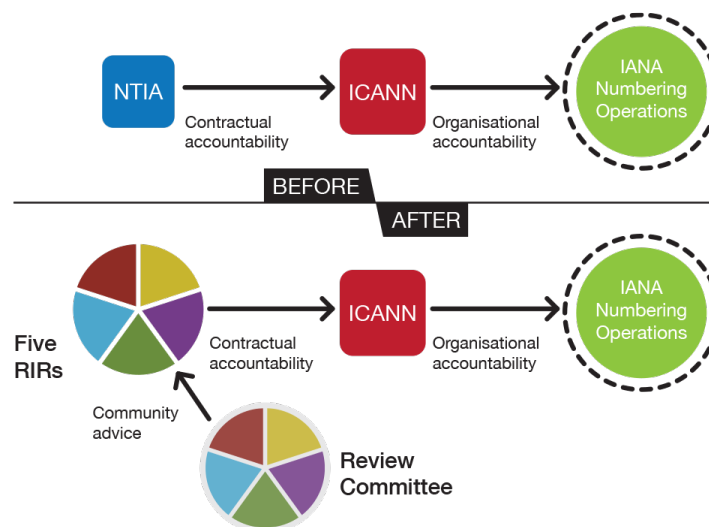 NTIA
ICANN
IANA
Numbering
Operations
Contractual
accountability
Organisational
accountability
BEFORE
AFTER
Five
RIRs
Contractual
accountability
ICANN
Organisational
accountability
IANA
Numbering
Operations
Community
advice
Review
Committee